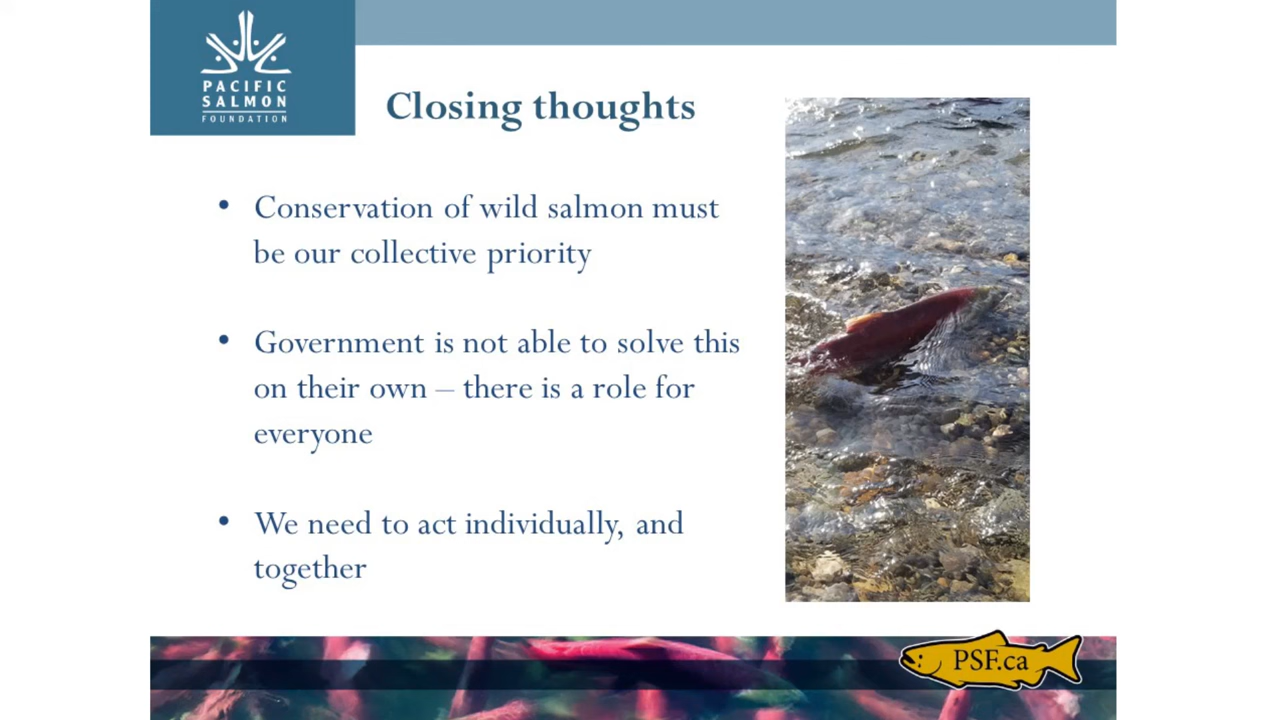 PACIFIC
SALMON
FOUNDATION
Closing thoughts
• Conservation of wild salmon must
be our collective priority
• Government is not able to solve this
on their own – there is a role for
everyone
• We need to act individually, and
together
PSF.ca